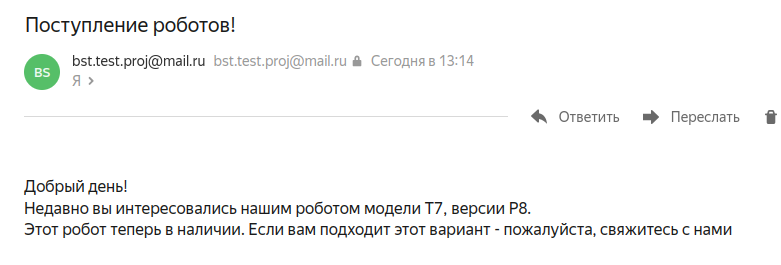 Поступление роботов!
bst.test.proj@mail.ru bst.test.proj@mail.ru Сегодня в 13:14
BS
Я
Ответить Переслать
Добрый день!
Недавно вы интересовались нашим роботом модели T7, версии P8.
Этот робот теперь в наличии. Если вам подходит этот вариант - пожалуйста, свяжитесь с нами